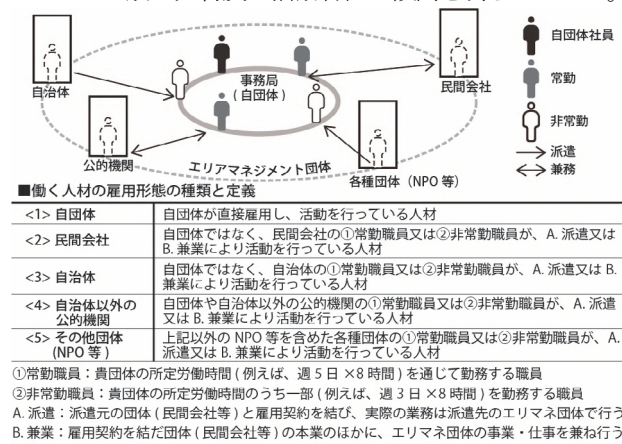 自団体社員
常勤
非常勤
派遣
兼務
自治体
事務局
(自団体)
民間会社
公的機関
エリアマネジメント団体
各種団体(NPO 等)
■働く人材の雇用形態の種類と定義
<1> 自団体 自団体が直接雇用し、活動を行っている人材
<2> 民間会社 自団体ではなく、民間会社の①常勤職員又は②非常勤職員が、A. 派遣又は
B. 兼業により活動を行っている人材
<3> 自治体 自団体ではなく、自治体の①常勤職員又は②非常勤職員が、A. 派遣又は B.
兼業により活動を行っている人材
<4> 自治体以外の 自団体や自治体以外の公的機関の①常勤職員又は②非常勤職員が、A. 派遣
公的機関 又は B. 兼業により活動を行っている人材
<5> その他団体 上記以外の NPO 等を含めた各種団体の①常勤職員又は②非常勤職員が、A.
(NPO 等) 派遣又は B. 兼業により活動を行っている人材
①常勤職員：貴団体の所定労働時間 ( 例えば、週 5 日 ×8 時間 ) を通じて勤務する職員
②非常勤職員：貴団体の所定労働時間のうち一部 ( 例えば、週 3 日 ×8 時間 ) を勤務する職員
A. 派遣：派遣元の団体 ( 民間会社等 ) と雇用契約を結び、実際の業務は派遣先のエリマネ団体で行う
B. 兼業：雇用契約を結んだ団体 ( 民間会社等 ) の本業のほかに、エリマネ団体の事業・仕事を兼ね行う